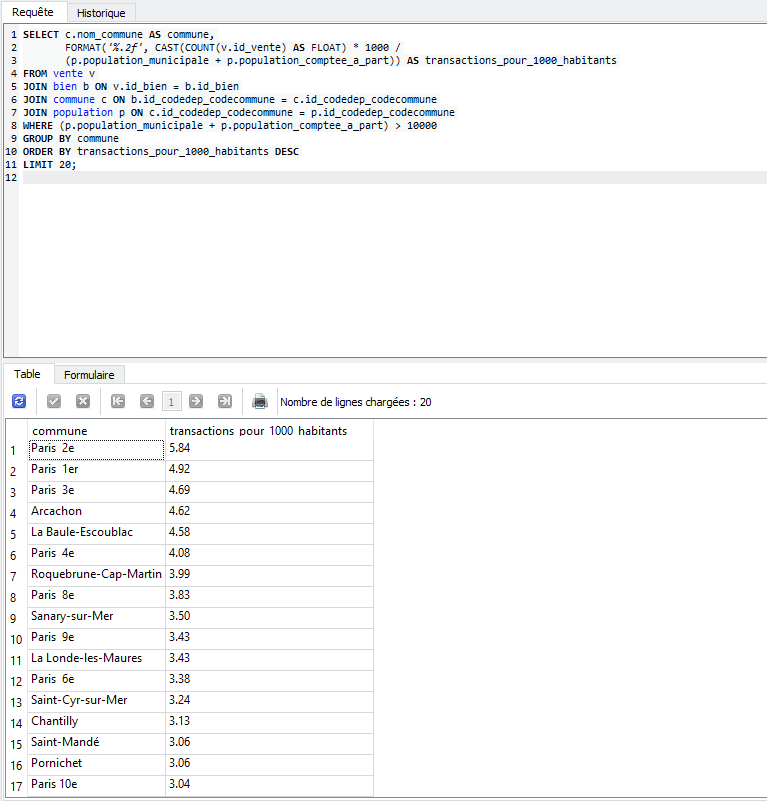 Requête Historique
1 SELECT c.nom_commune AS commune,
2 FORMAT('%.2f', CAST(COUNT(v.id_vente) AS FLOAT) * 1000 /
3 (p.population_municipale + p.population_comptee_a_part)) AS transactions_pour_1000_habitants
4 FROM vente v
5 JOIN bien b ON v.id_bien = b.id_bien
6 JOIN commune c ON b.id_codedep_codecommune = c.id_codedep_codecommune
7 JOIN population p ON c.id_codedep_codecommune = p.id_codedep_codecommune
8 WHERE (p.population_municipale + p.population_comptee_a_part) > 10000
9 GROUP BY commune
10 ORDER BY transactions_pour_1000_habitants DESC
11 LIMIT 20;
12
Table Formulaire
1 Nombre de lignes chargées : 20
commune transactions_pour_1000_habitants
1 Paris 2e 5.84
2 Paris 1er 4.92
3 Paris 3e 4.69
4 Arcachon 4.62
5 La Baule-Escoublac 4.58
6 Paris 4e 4.08
7 Roquebrune-Cap-Martin 3.99
8 Paris 8e 3.83
9 Sanary-sur-Mer 3.50
10 Paris 9e 3.43
11 La Londe-les-Maures 3.43
12 Paris 6e 3.38
13 Saint-Cyr-sur-Mer 3.24
14 Chantilly 3.13
15 Saint-Mandé 3.06
16 Pornichet 3.06
17 Paris 10e 3.04